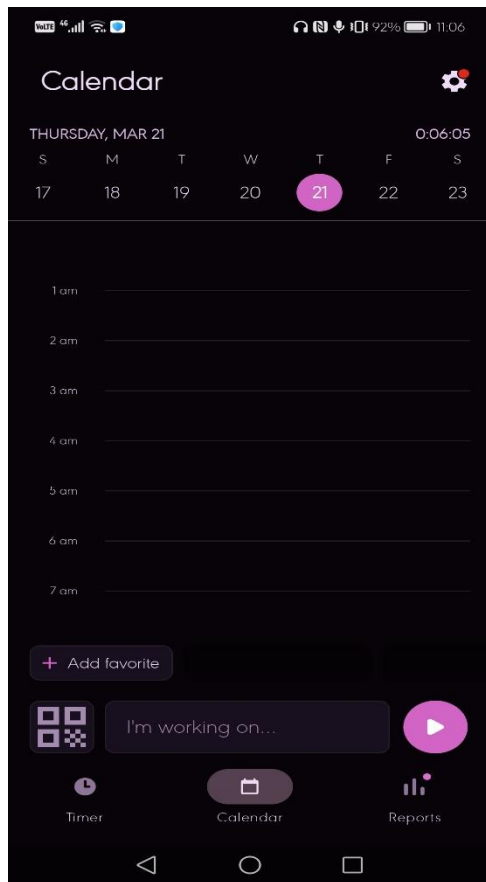 VoLTE 46 92% 11:06
Calendar
THURSDAY, MAR 21 0:06:05
S M T W T F S
17 18 19 20 21 22 23
1 am
2 am
3 am
4 am
5 am
6 am
7 am
+ Add favorite
I'm working on...
Timer Calendar Reports